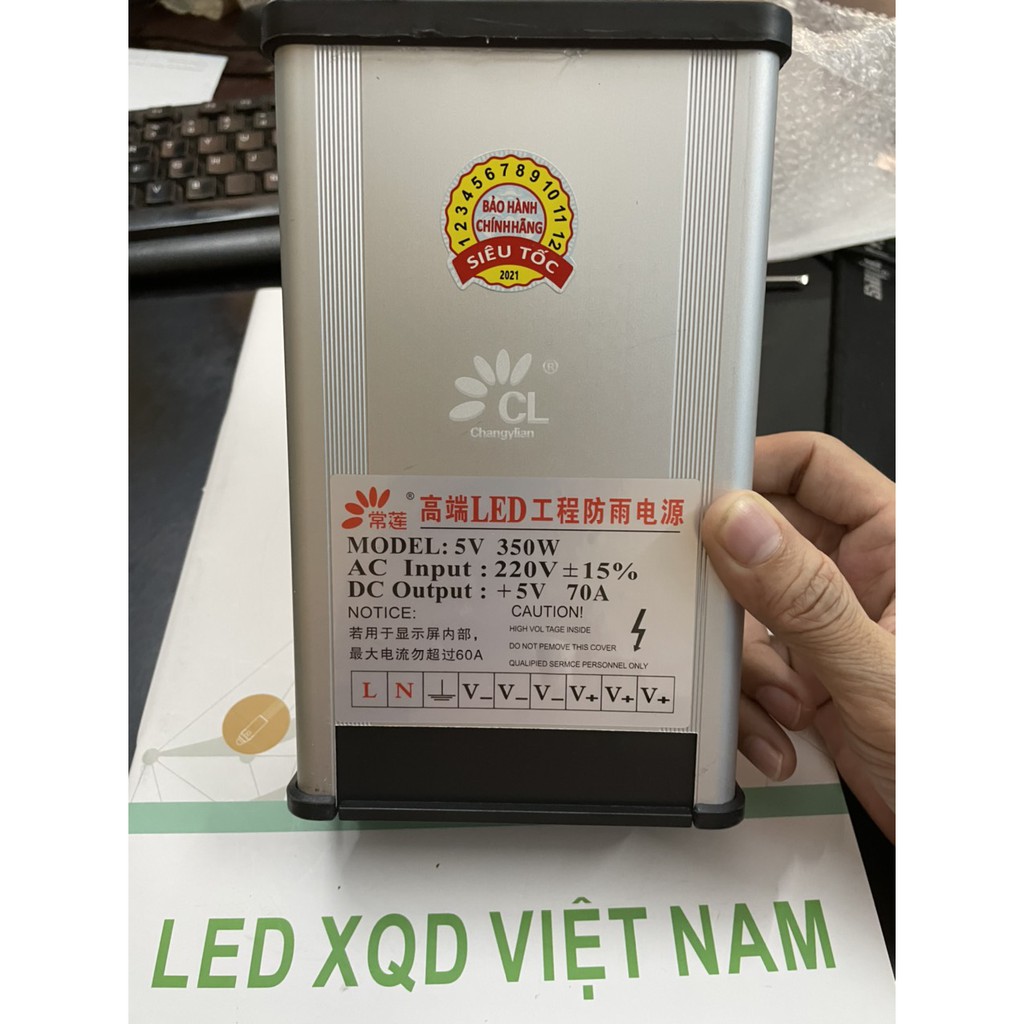 1 2 3 4 5 6 7 8 9 10 11 12
BẢO HÀNH
CHÍNH HÃNG
SIÊU TỐC
2021
®
CL
Changylian
常莲 ® 高端LED工程防雨电源
MODEL: 5V 350W
AC Input : 220V ±15%
DC Output : +5V 70A
NOTICE: CAUTION!
若用于显示屏内部,
最大电流勿超过60A
HIGH VOL TAGE INSIDE
DO NOT PEMOVE THIS COVER
QUALIPIED SERMCE PERSONNEL ONLY
L N V- V- V- V+ V+ V+
LED XQD VIỆT NAM